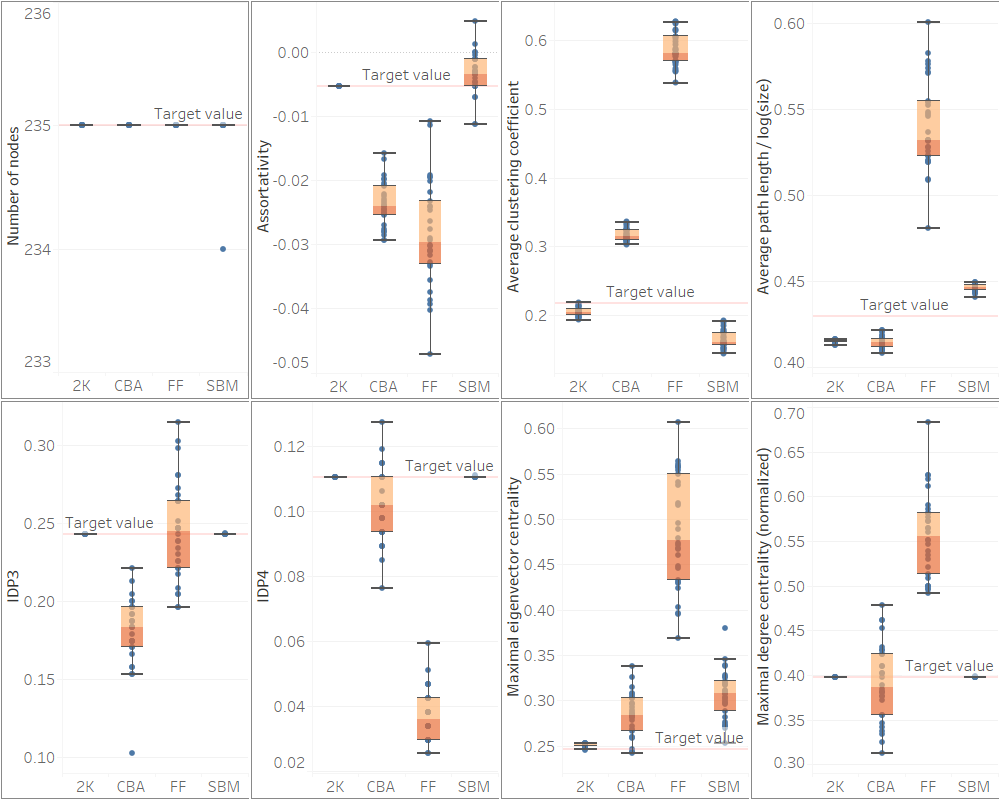 236
Target value
235
234
233
Number of nodes
2K CBA FF SBM
0.00
Target value
-0.01
-0.02
-0.03
-0.04
-0.05
Assortativity
2K CBA FF SBM
0.6
0.5
0.4
0.3
Target value
0.2
Average clustering coefficient
2K CBA FF SBM
0.60
0.55
0.50
0.45
Target value
0.40
Average path length / log(size)
2K CBA FF SBM
0.30
0.25
Target value
0.20
0.15
0.10
IDP3
2K CBA FF SBM
0.12
Target value
0.10
0.08
0.06
0.04
0.02
IDP4
2K CBA FF SBM
0.60
0.55
0.50
0.45
0.40
0.35
0.30
Target value
0.25
Maximal eigenvector centrality
2K CBA FF SBM
0.70
0.65
0.60
0.55
0.50
0.45
Target value
0.40
0.35
0.30
Maximal degree centrality (normalized)
2K CBA FF SBM